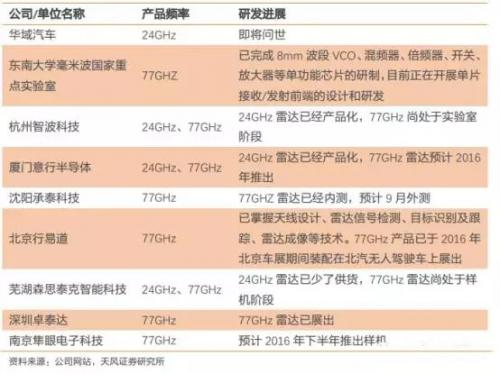 公司/单位名称 产品频率 研发进展
华域汽车 24GHz 即将问世
东南大学毫米波国家重点实验室 77GHZ 已完成 8mm 波段 VCO、混频器、倍频器、开关、
放大器等单功能芯片的研制,目前正在开展单片
接收/发射前端的设计和研发
杭州智波科技 24GHz、77GHz 24GHz 雷达已经产品化,77GHz 尚处于实验室
阶段
厦门意行半导体 24GHz、77GHz 24GHz 雷达已经产品化,77GHz 雷达预计 2016
年推出
沈阳承泰科技 77GHz 77GHZ 雷达已经内测,预计 9 月外测
北京行易道 77GHz 已掌握天线设计、雷达信号检测、目标识别及跟
踪、雷达成像等技术。77GHz 产品已于 2016 年
北京车展期间装配在北汽无人驾驶车上展出
芜湖森思泰克智能科技 24GHz、77GHz 24GHz 雷达已少了供货,77GHz 雷达尚处于样
机阶段
深圳卓泰达 77GHz 77GHz 雷达已展出
南京隼眼电子科技 77GHz 预计 2016 年下半年推出样机
资料来源:公司网站,天风证券研究所